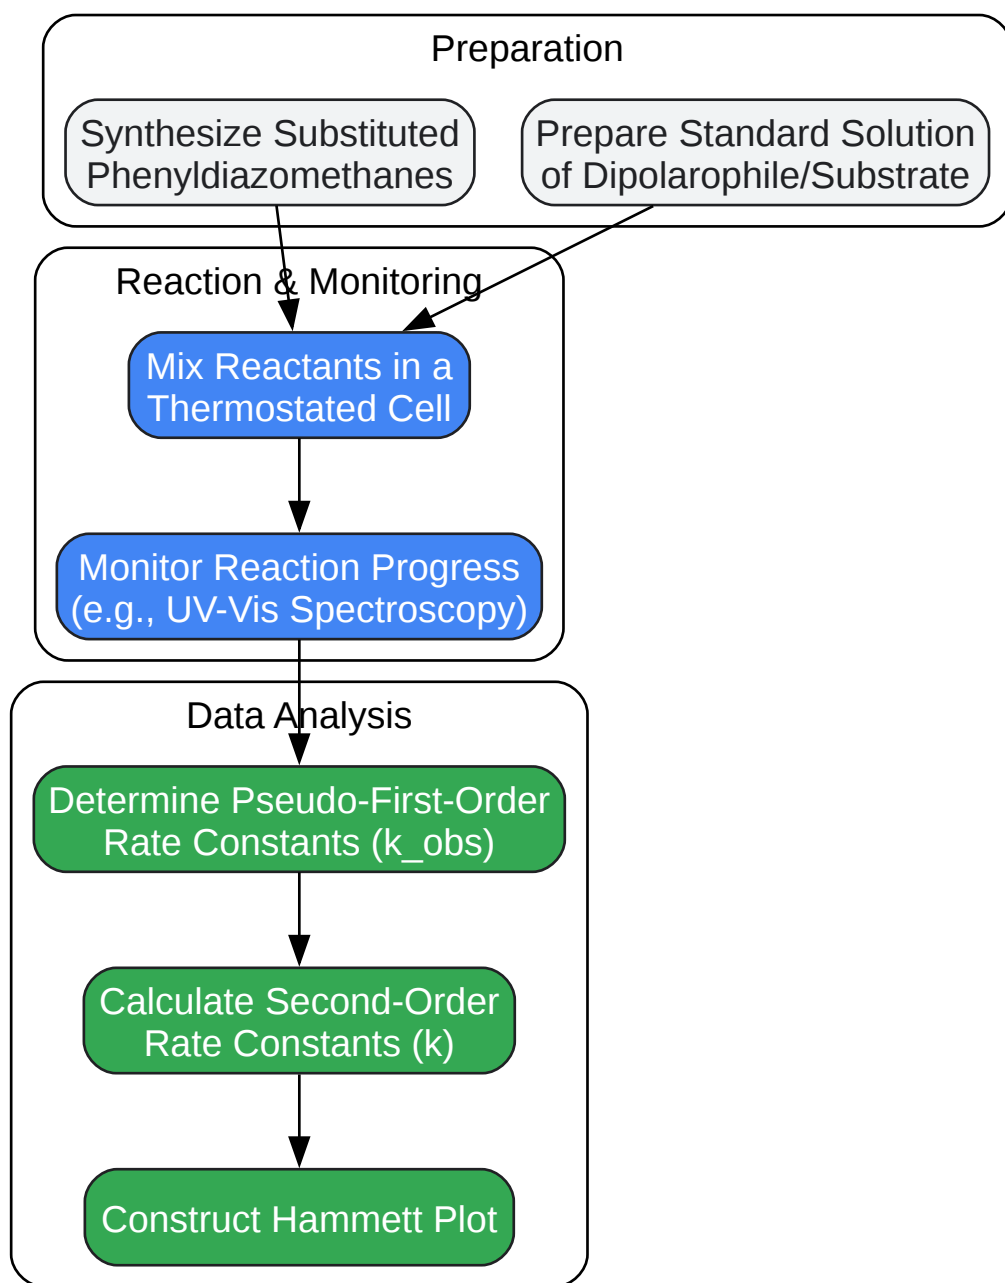 Preparation
Synthesize Substituted
Phenyldiazomethanes
Prepare Standard Solution
of Dipolarophile/Substrate
Reaction & Monitoring
Mix Reactants in a
Thermostated Cell
Monitor Reaction Progress
(e.g., UV-Vis Spectroscopy)
Data Analysis
Determine Pseudo-First-Order
Rate Constants (k_obs)
Calculate Second-Order
Rate Constants (k)
Construct Hammett Plot